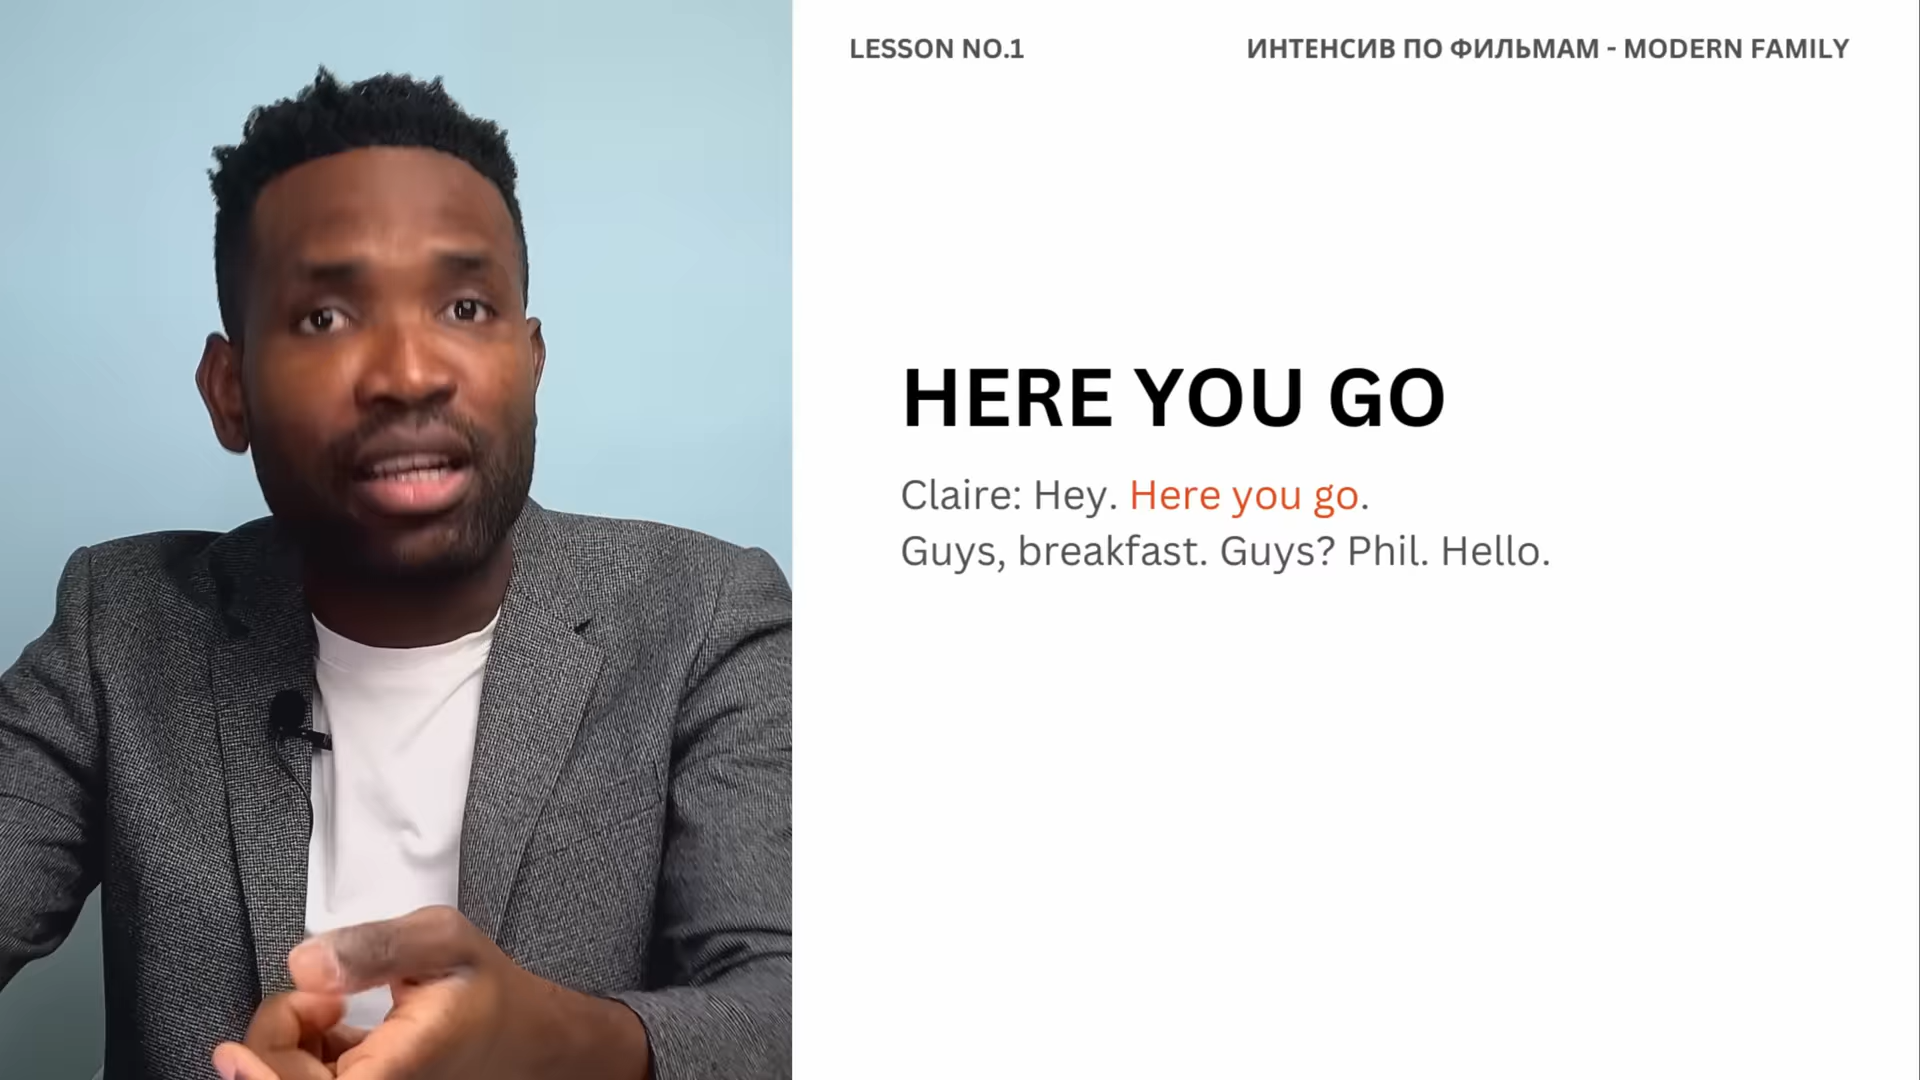 LESSON NO.1
ИНТЕНСИВ ПО ФИЛЬМАМ - MODERN FAMILY
HERE YOU GO
Claire: Hey. Here you go.
Guys, breakfast. Guys? Phil. Hello.